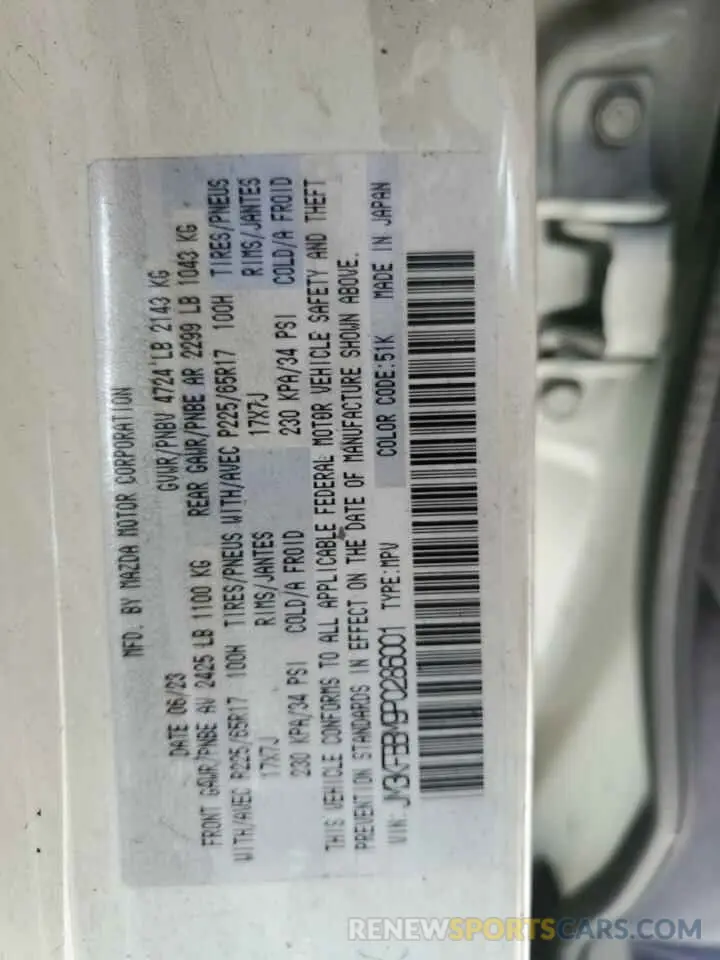 MFD. BY MAZDA MOTOR CORPORATION
DATE 06/23 GVWR/PNBV 4724 LB 2143 KG
FRONT GAWR/PNBE AV 2425 LB 1100 KG REAR GAWR/PNBE AR 2299 LB 1043 KG
WITH/AVEC P225/65R17 100H TIRES/PNEUS WITH/AVEC P225/65R17 100H TIRES/PNEUS
17X7J RIMS/JANTES 17X7J RIMS/JANTES
230 KPA/34 PSI COLD/A FROID 230 KPA/34 PSI COLD/A FROID
THIS VEHICLE CONFORMS TO ALL APPLICABLE FEDERAL MOTOR VEHICLE SAFETY AND THEFT
PREVENTION STANDARDS IN EFFECT ON THE DATE OF MANUFACTURE SHOWN ABOVE.
VIN: JM3KFBBM9P0286001 TYPE:MPV COLOR CODE:51K MADE IN JAPAN
RENEWSPORTSCARS.COM